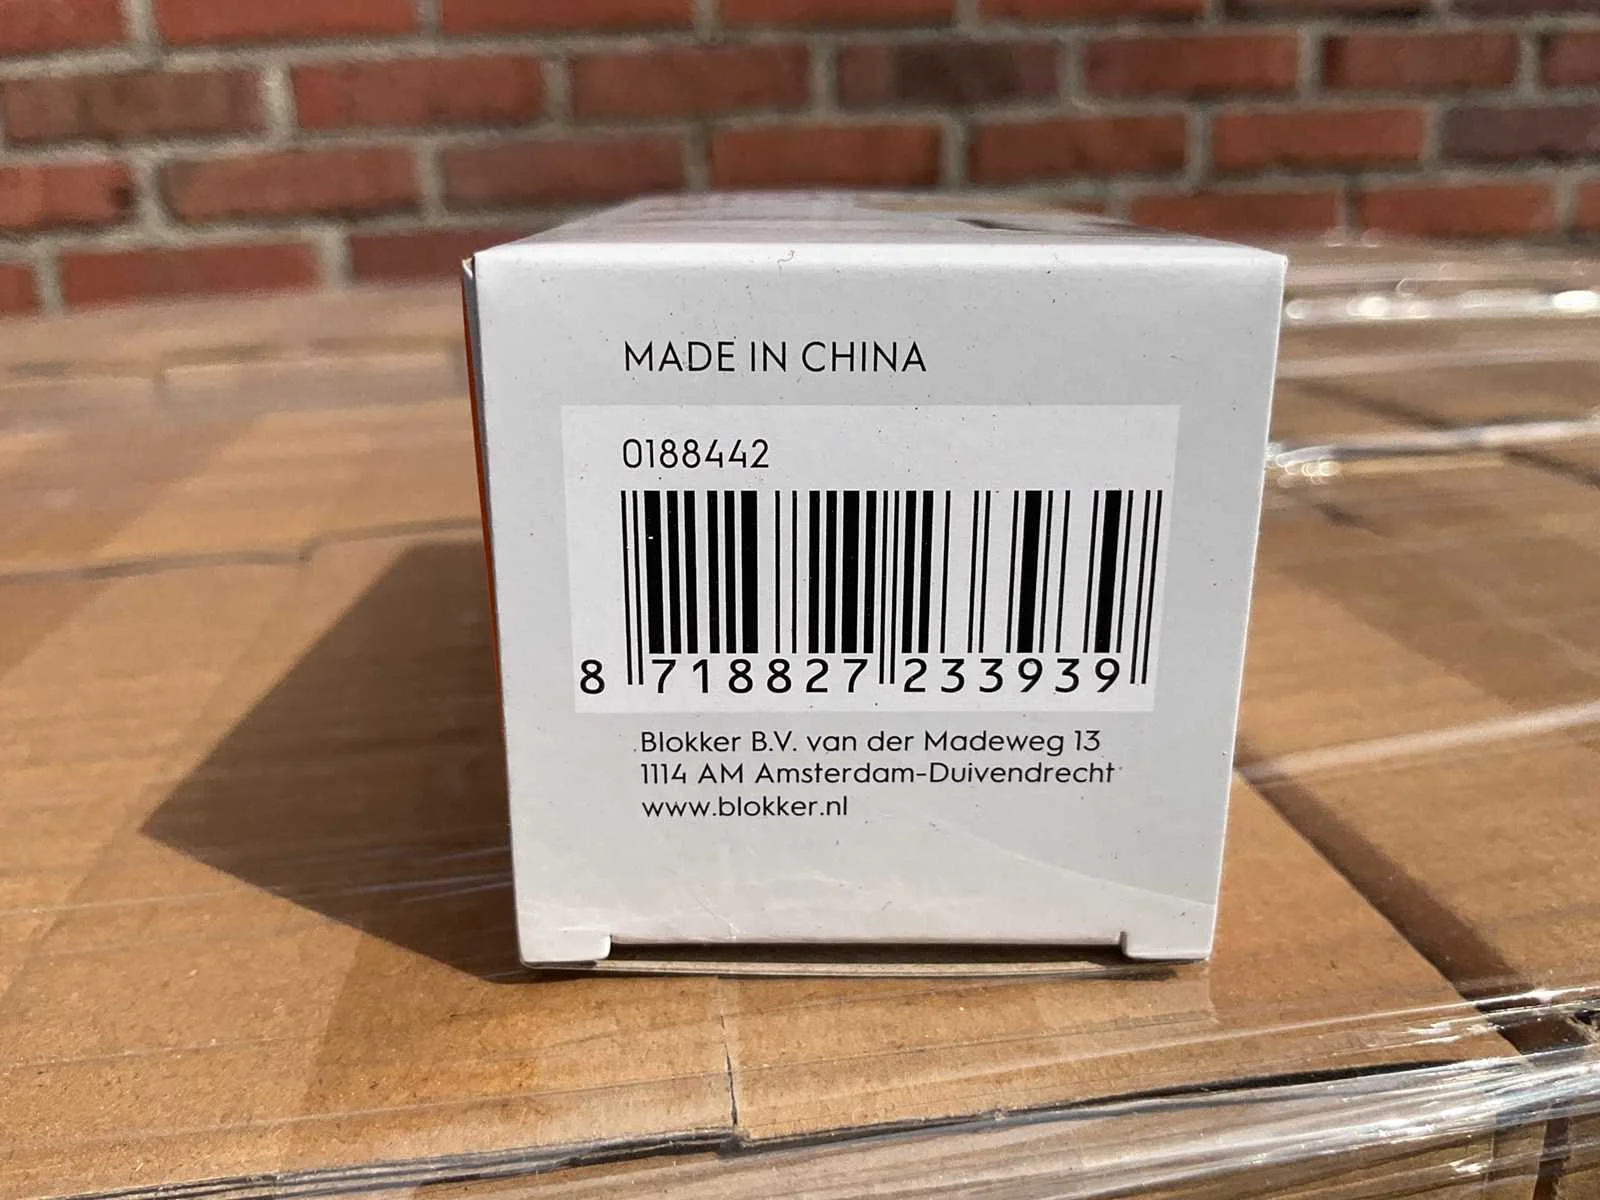 MADE IN CHINA
0188442
8 718827 233939
Blokker B.V. van der Madeweg 13
1114 AM Amsterdam-Duivendrecht
www.blokker.nl